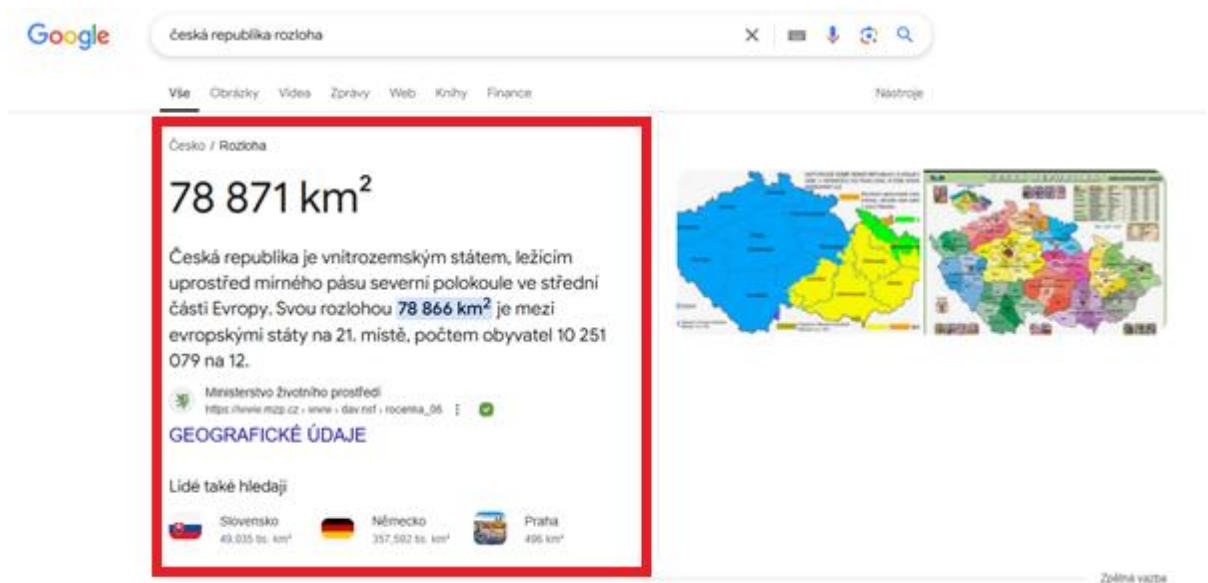 Google
česká republika rozloha
Vše Obrázky Videa Zprávy Web Knihy Finance Nástroje
Česko / Rozloha
78 871 km²
Česká republika je vnitrozemským státem, ležícím
uprostřed mírného pásu severní polokoule ve střední
části Evropy. Svou rozlohou 78 866 km² je mezi
evropskými státy na 21. místě, počtem obyvatel 10 251
079 na 12.
Ministerstvo životního prostředí
https://www.mzp.cz › www › dav.nsf › rocenka_06
GEOGRAFICKÉ ÚDAJE
Lidé také hledají
Slovensko
49,035 tis. km²
Německo
357,592 tis. km²
Praha
496 km²
Zpětná vazba